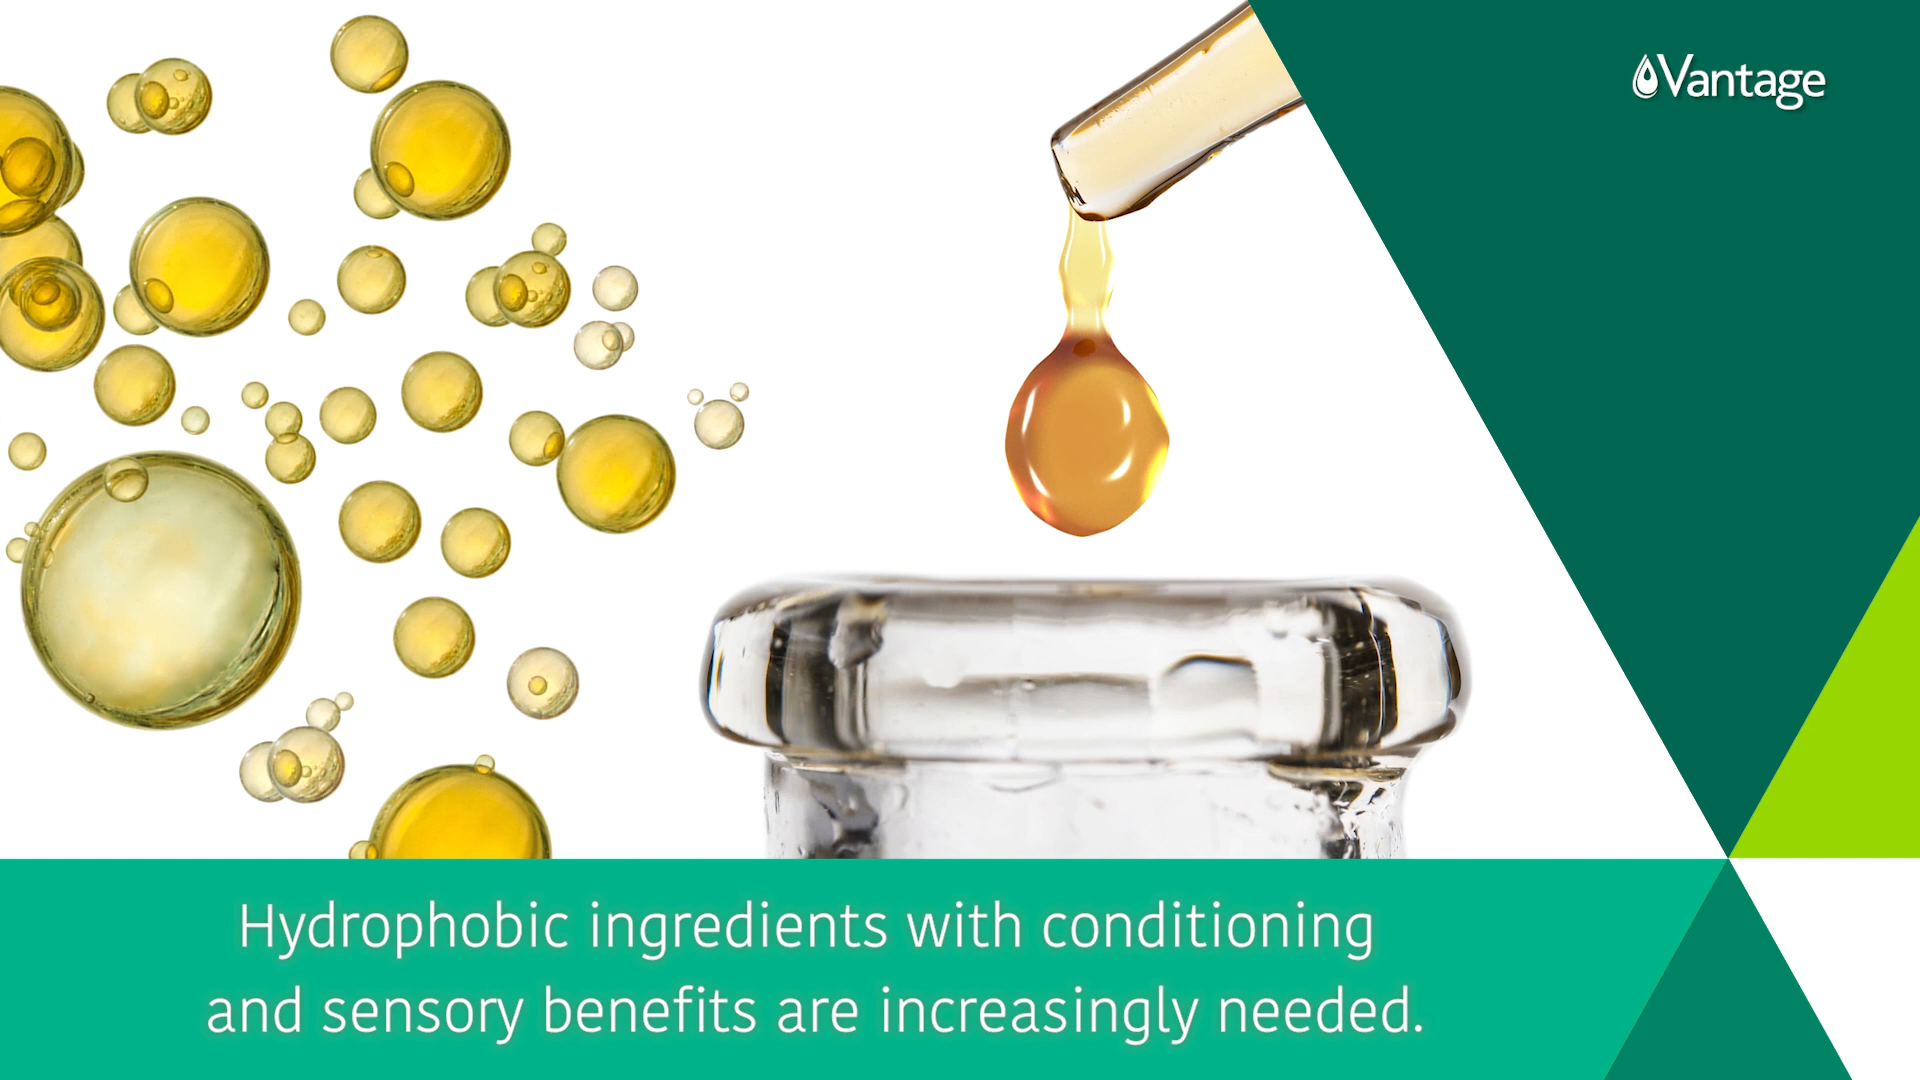 Vantage
Hydrophobic ingredients with conditioning
and sensory benefits are increasingly needed.